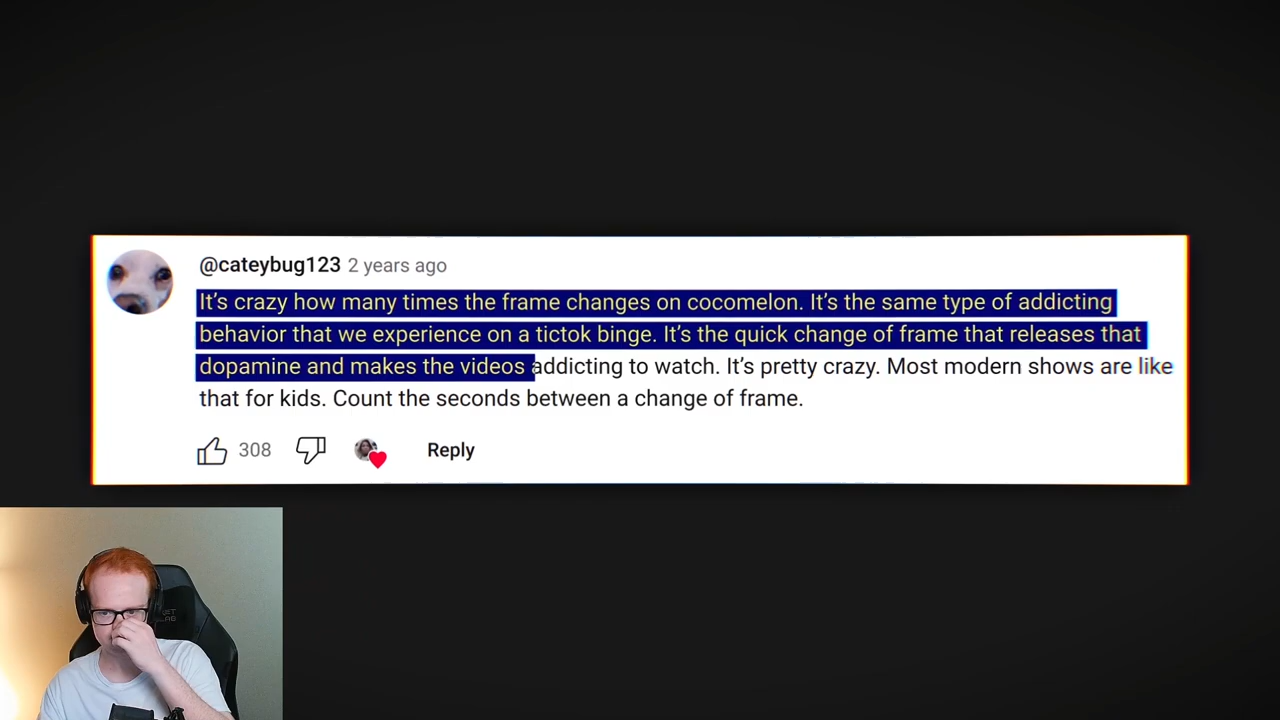 @cateybug123 2 years ago
It's crazy how many times the frame changes on cocomelon. It's the same type of addicting
behavior that we experience on a tictok binge. It's the quick change of frame that releases that
dopamine and makes the videos addicting to watch. It's pretty crazy. Most modern shows are like
that for kids. Count the seconds between a change of frame.
308 Reply